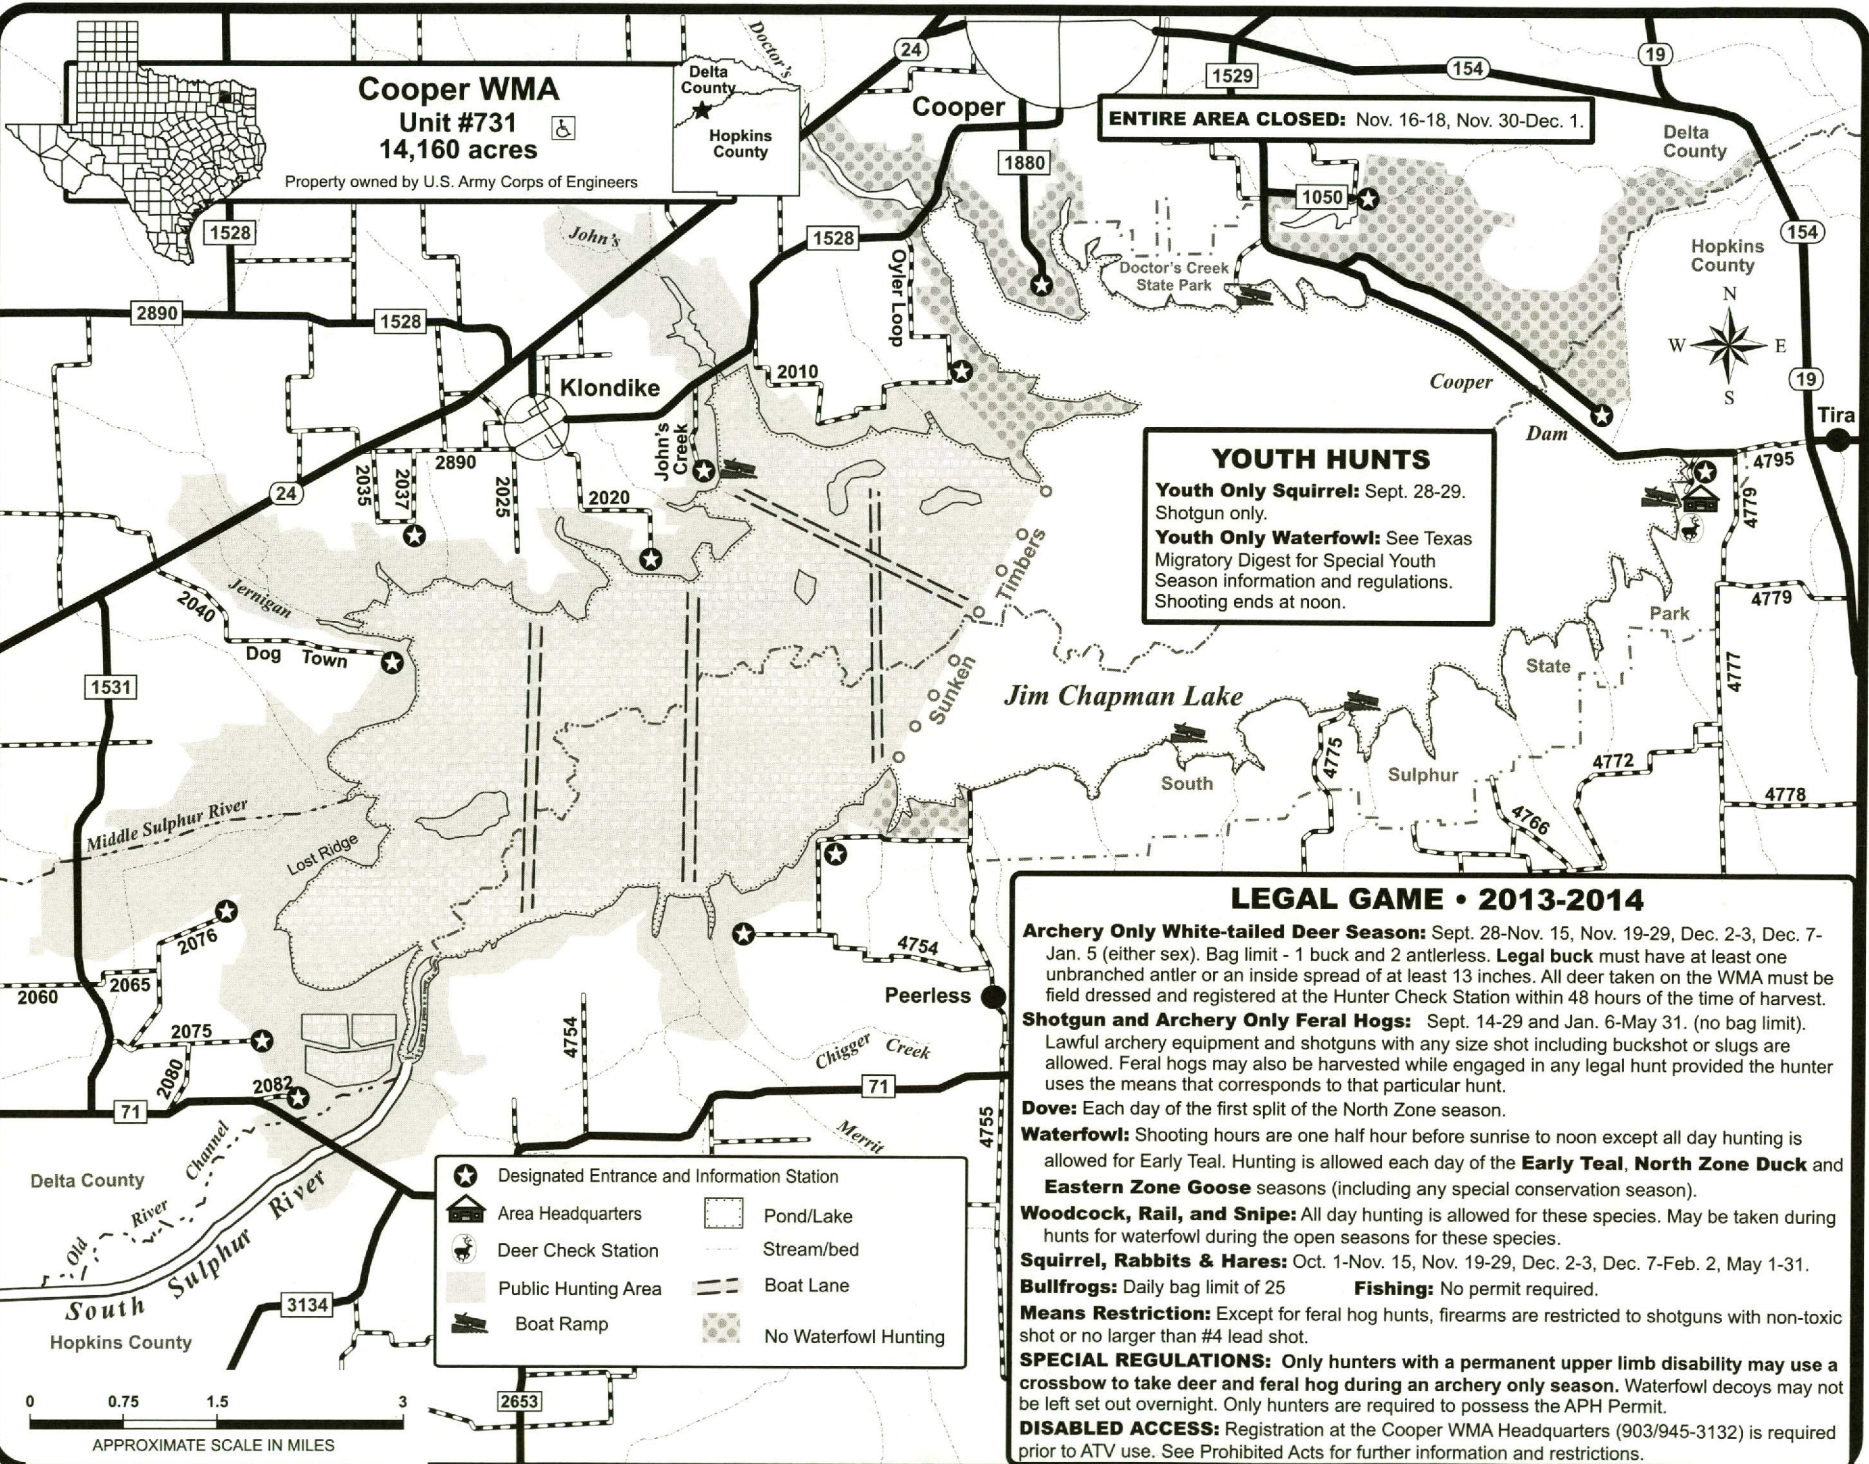 Cooper WMA
Unit #731
14,160 acres
Property owned by U.S. Army Corps of Engineers
Delta
County
Hopkins
County
Doctor's
24
Cooper
1529
154
19
ENTIRE AREA CLOSED: Nov. 16-18, Nov. 30-Dec. 1.
Delta
County
1880
1050
154
Hopkins
County
N
W
E
S
19
Tira
1528
John's
1528
Oyler Loop
Doctor's Creek
State Park
2890
1528
Klondike
2010
Cooper
Dam
John's
Creek
2890
2035
2037
2025
2020
24
4795
4779
YOUTH HUNTS
Youth Only Squirrel: Sept. 28-29.
Shotgun only.
Youth Only Waterfowl: See Texas
Migratory Digest for Special Youth
Season information and regulations.
Shooting ends at noon.
Timbers
Sunken
Jernigan
2040
Dog Town
4779
Park
State
4777
1531
Jim Chapman Lake
South
4775
Sulphur
4772
4778
4766
Middle Sulphur River
Lost Ridge
2076
2065
2060
4754
Peerless
2075
2080
2082
4754
Chigger Creek
71
71
4755
Merrit
Delta County
Channel
River
Old
South Sulphur River
Hopkins County
3134
2653
Designated Entrance and Information Station
Area Headquarters
Deer Check Station
Public Hunting Area
Boat Ramp
Pond/Lake
Stream/bed
Boat Lane
No Waterfowl Hunting
0 0.75 1.5 3
APPROXIMATE SCALE IN MILES
LEGAL GAME • 2013-2014
Archery Only White-tailed Deer Season: Sept. 28-Nov. 15, Nov. 19-29, Dec. 2-3, Dec. 7-
Jan. 5 (either sex). Bag limit - 1 buck and 2 antlerless. Legal buck must have at least one
unbranched antler or an inside spread of at least 13 inches. All deer taken on the WMA must be
field dressed and registered at the Hunter Check Station within 48 hours of the time of harvest.
Shotgun and Archery Only Feral Hogs: Sept. 14-29 and Jan. 6-May 31. (no bag limit).
Lawful archery equipment and shotguns with any size shot including buckshot or slugs are
allowed. Feral hogs may also be harvested while engaged in any legal hunt provided the hunter
uses the means that corresponds to that particular hunt.
Dove: Each day of the first split of the North Zone season.
Waterfowl: Shooting hours are one half hour before sunrise to noon except all day hunting is
allowed for Early Teal. Hunting is allowed each day of the Early Teal, North Zone Duck and
Eastern Zone Goose seasons (including any special conservation season).
Woodcock, Rail, and Snipe: All day hunting is allowed for these species. May be taken during
hunts for waterfowl during the open seasons for these species.
Squirrel, Rabbits & Hares: Oct. 1-Nov. 15, Nov. 19-29, Dec. 2-3, Dec. 7-Feb. 2, May 1-31.
Bullfrogs: Daily bag limit of 25 Fishing: No permit required.
Means Restriction: Except for feral hog hunts, firearms are restricted to shotguns with non-toxic
shot or no larger than #4 lead shot.
SPECIAL REGULATIONS: Only hunters with a permanent upper limb disability may use a
crossbow to take deer and feral hog during an archery only season. Waterfowl decoys may not
be left set out overnight. Only hunters are required to possess the APH Permit.
DISABLED ACCESS: Registration at the Cooper WMA Headquarters (903/945-3132) is required
prior to ATV use. See Prohibited Acts for further information and restrictions.